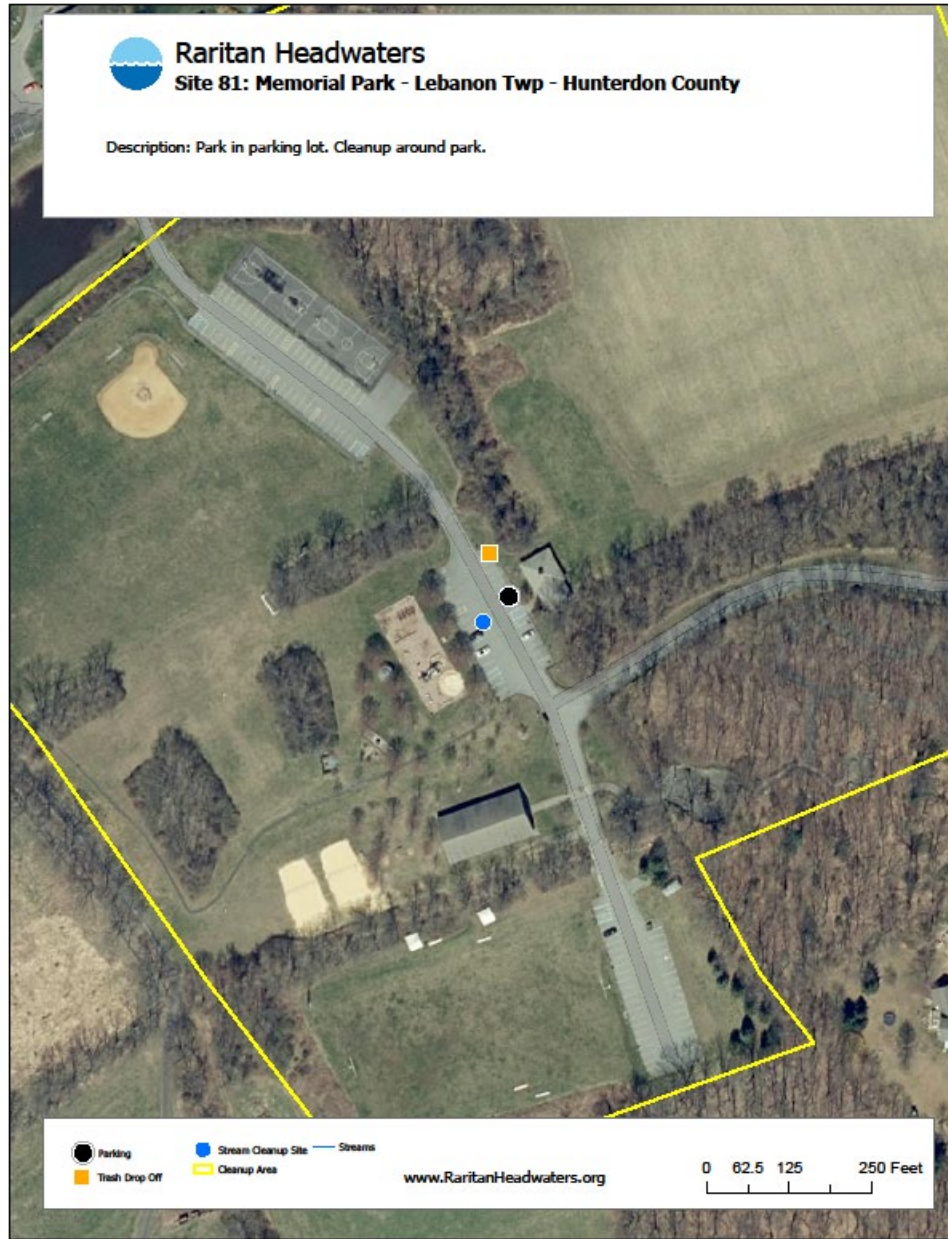 Raritan Headwaters
Site 81: Memorial Park - Lebanon Twp - Hunterdon County
Description: Park in parking lot. Cleanup around park.
Parking
Stream Cleanup Site
Streams
Trash Drop Off
Cleanup Area
www.RaritanHeadwaters.org
0 62.5 125 250 Feet